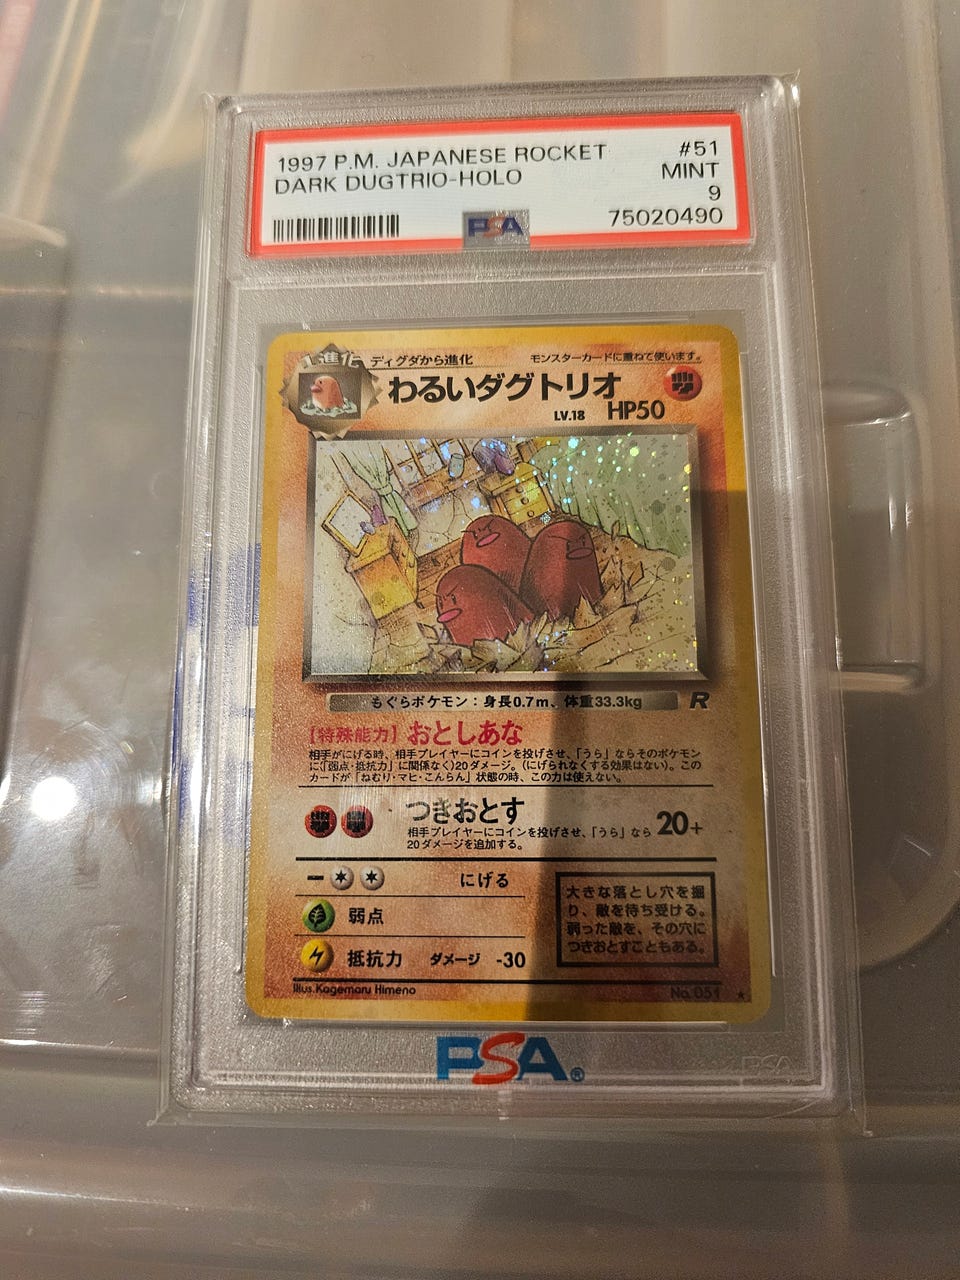 1997 P.M. JAPANESE ROCKET #51
DARK DUGTRIO-HOLO MINT
9
PSA 75020490
1進化 ディグダから進化 モンスターカードに重ねて使います。
わるいダグトリオ
LV.18 HP50
もぐらポケモン：身長0.7m、体重33.3kg R
【特殊能力】おとしあな
相手がにげる時、相手プレイヤーにコインを投げさせ、「うら」ならそのポケモン
に(「弱点・抵抗力」に関係なく)20ダメージ。(にげられなくする効果はない)。この
カードが「ねむり・マヒ・こんらん」状態の時、この力は使えない。
つきおとす 20+
相手プレイヤーにコインを投げさせ、「うら」なら
20ダメージを追加する。
にげる
弱点
抵抗力 ダメージ -30
大きな落とし穴を掘
り、敵を待ち受ける。
弱った敵を、その穴に
つきおとすこともある。
Illus.Kagemaru Himeno No.051
PSA®
PSA